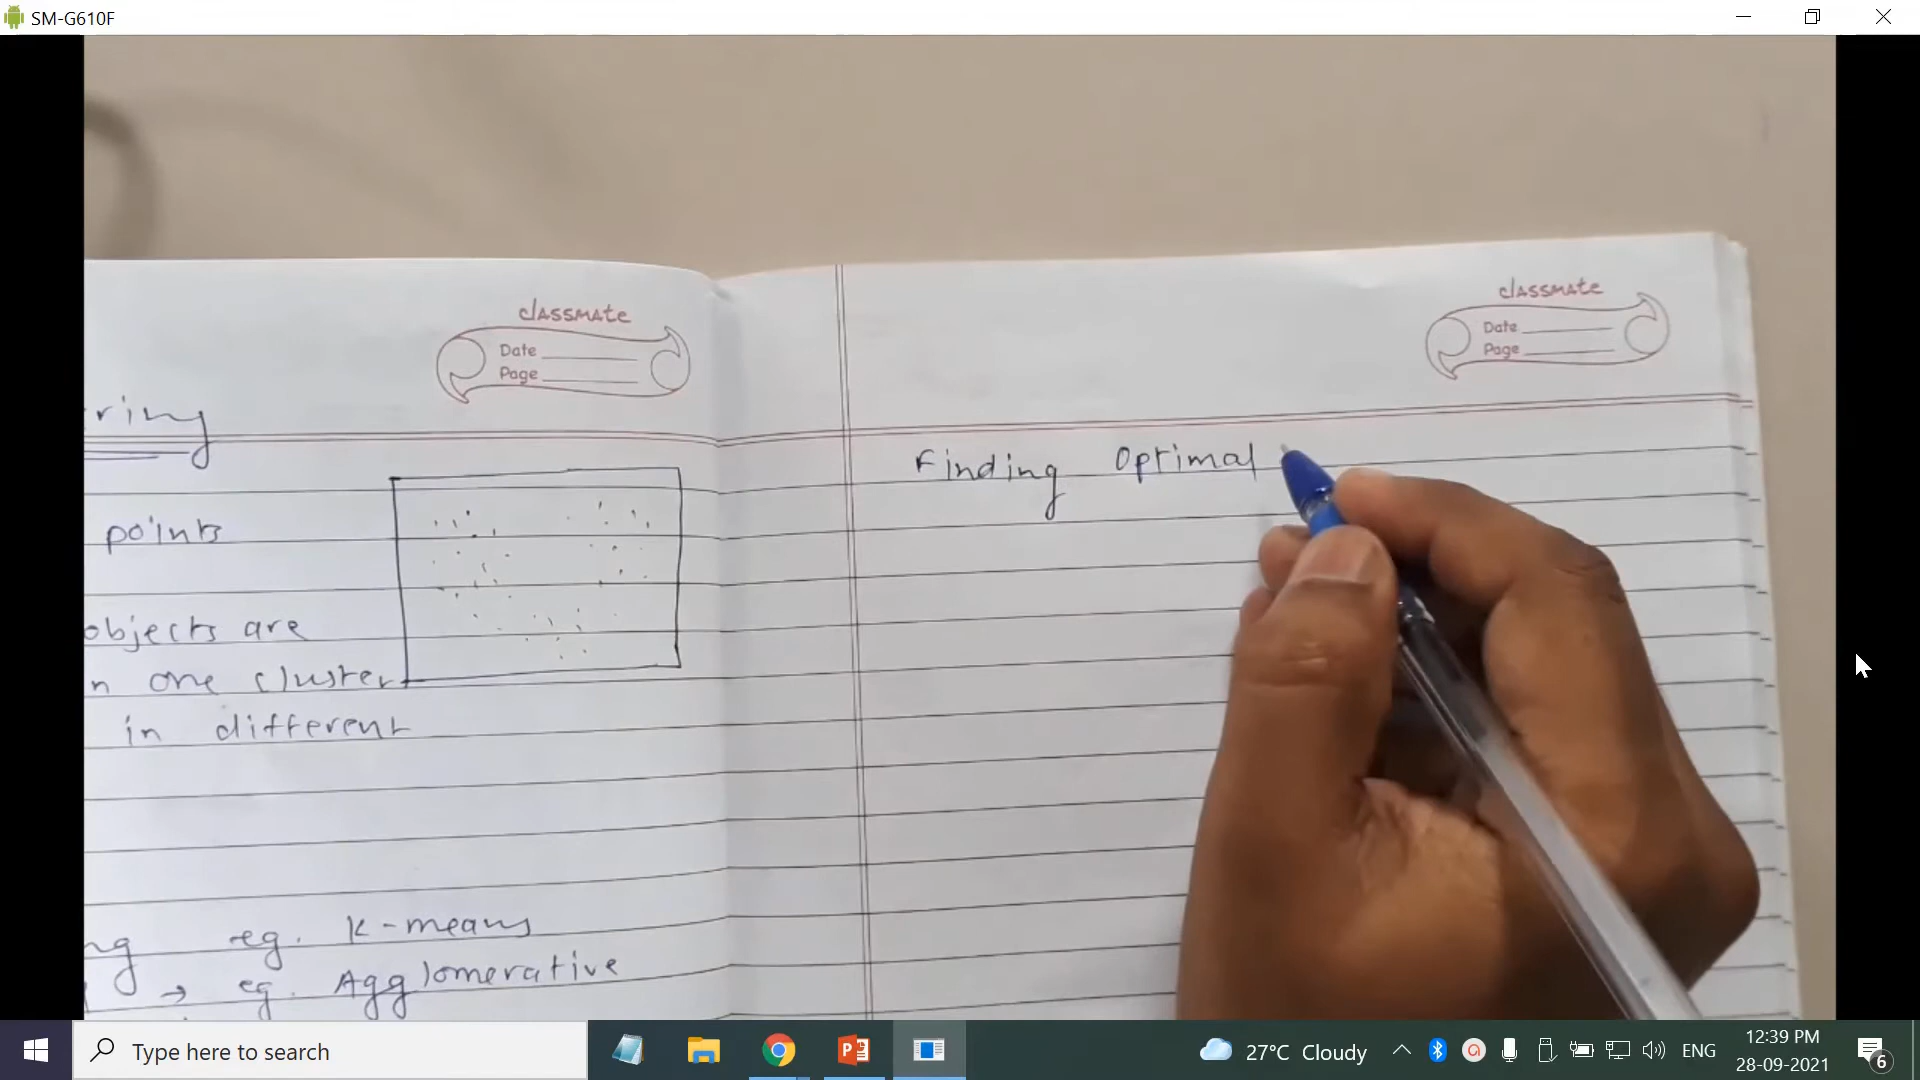 SM-G610F
classmate
Date
Page
ring
points
objects are
n one cluster
in different
ng eg. K-means
→ eg. Agglomerative
classmate
Date
Page
Finding Optimal
Type here to search
27°C Cloudy
ENG
12:39 PM
28-09-2021
6